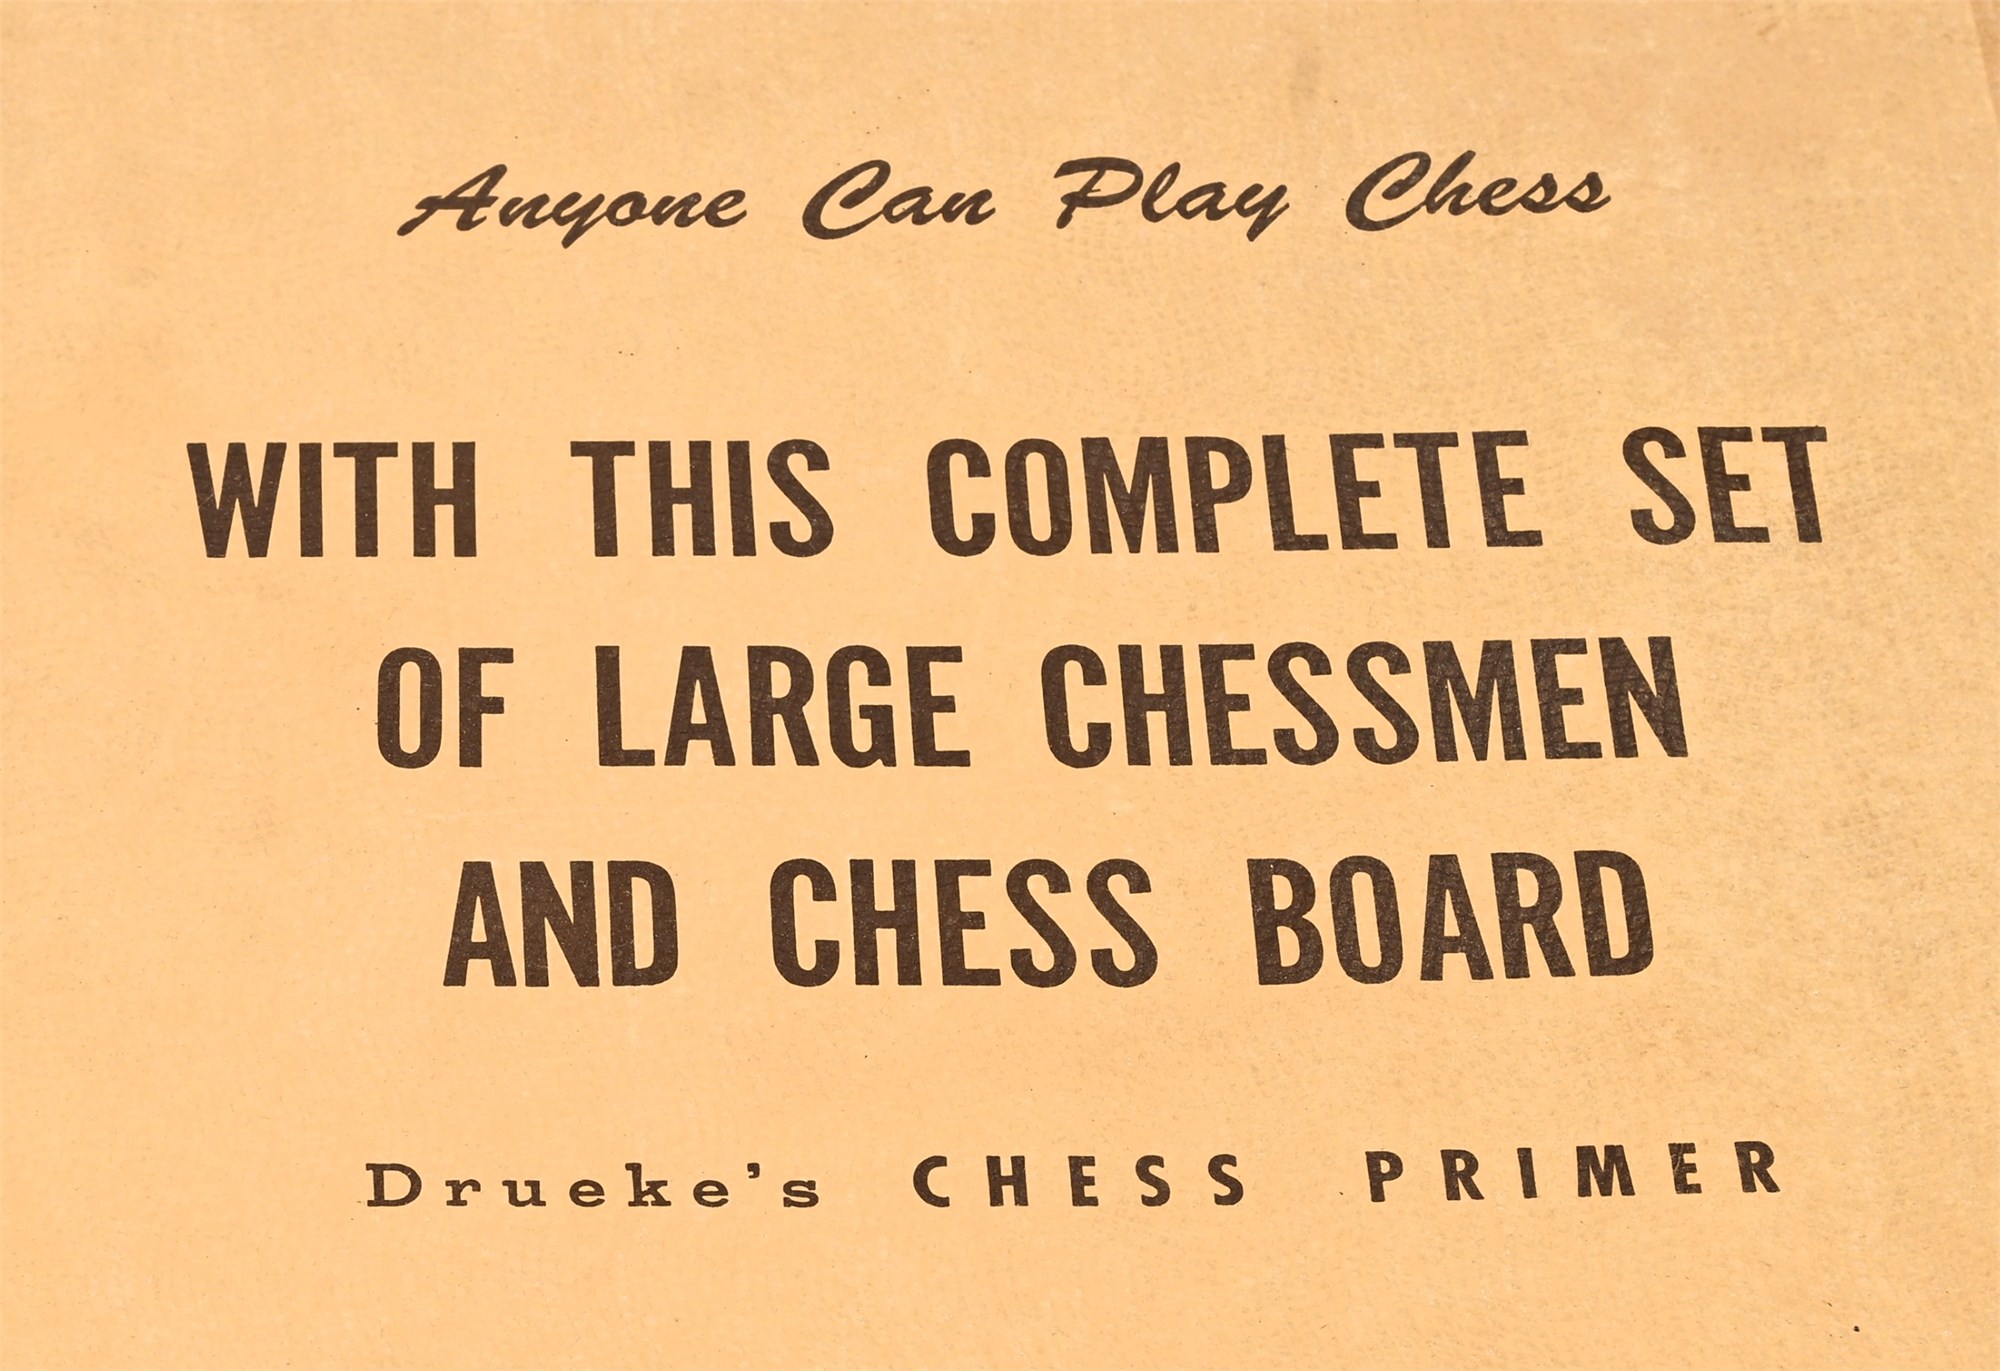 Anyone Can Play Chess
WITH THIS COMPLETE SET
OF LARGE CHESSMEN
AND CHESS BOARD
Drueke's CHESS PRIMER